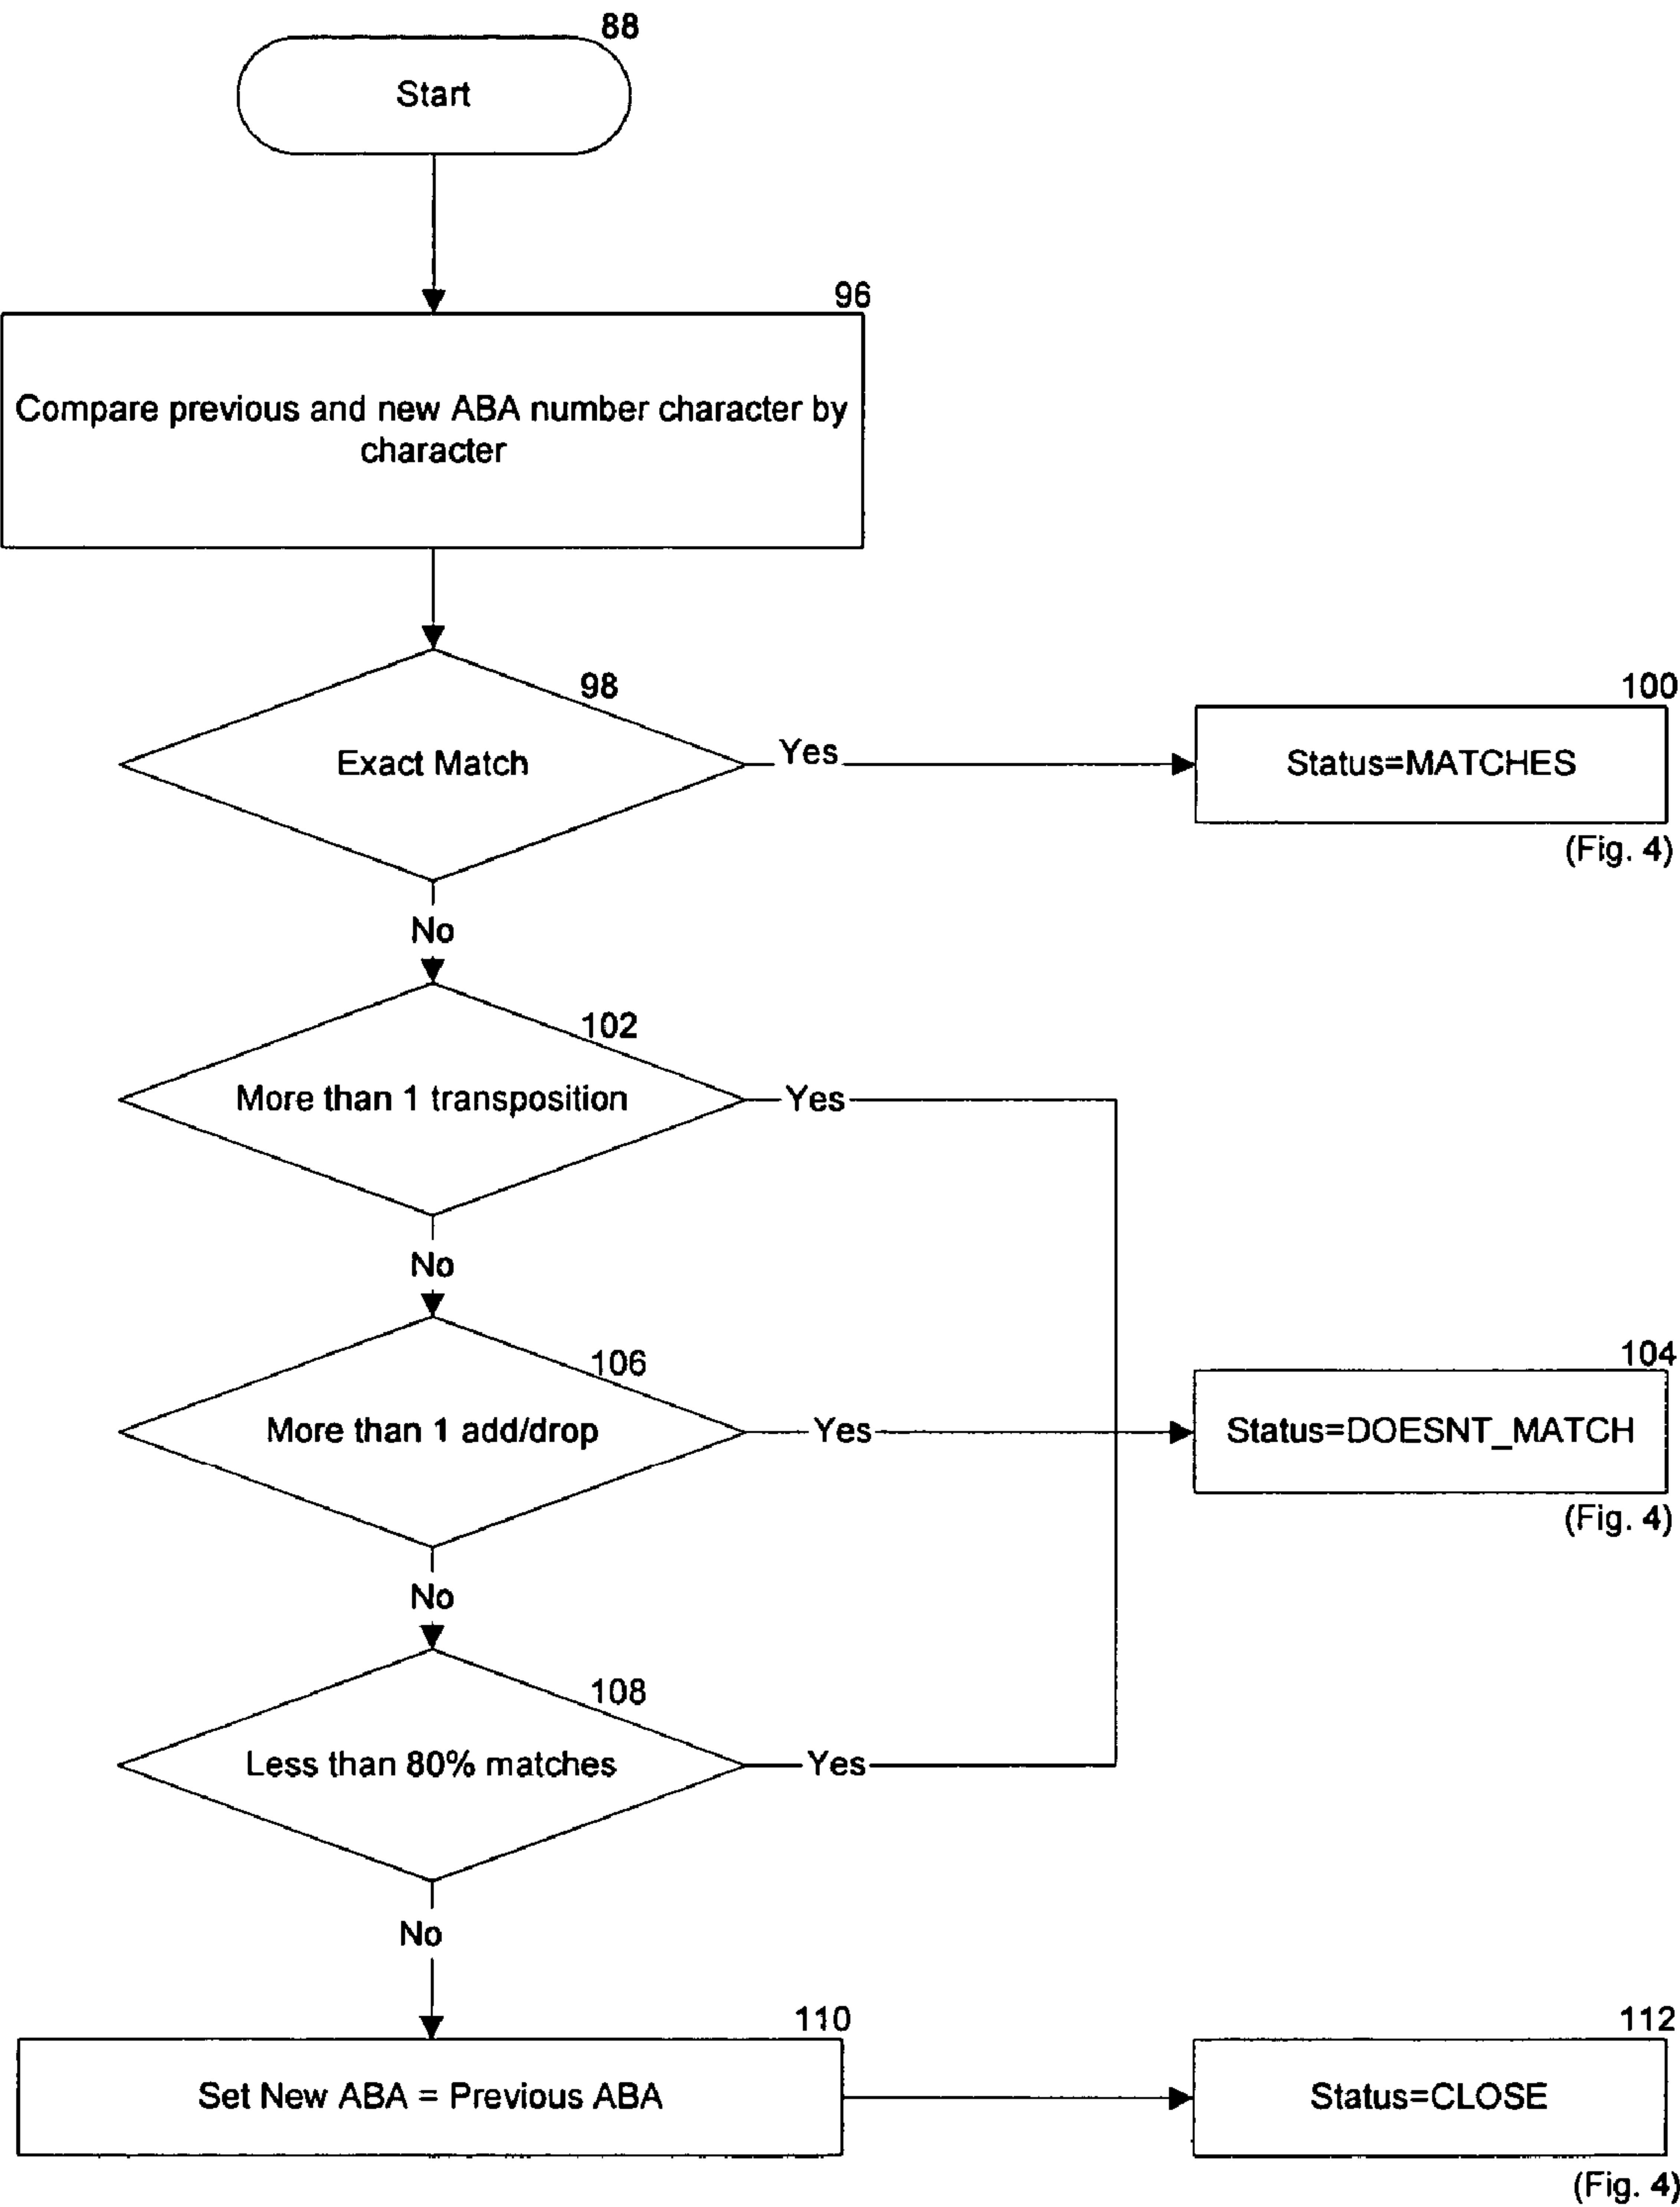 88
Start
96
Compare previous and new ABA number character by
character
98
Exact Match
Yes
100
Status=MATCHES
(Fig. 4)
No
102
More than 1 transposition
Yes
No
106
More than 1 add/drop
Yes
104
Status=DOESNT_MATCH
(Fig. 4)
No
108
Less than 80% matches
Yes
No
110
Set New ABA = Previous ABA
112
Status=CLOSE
(Fig. 4)